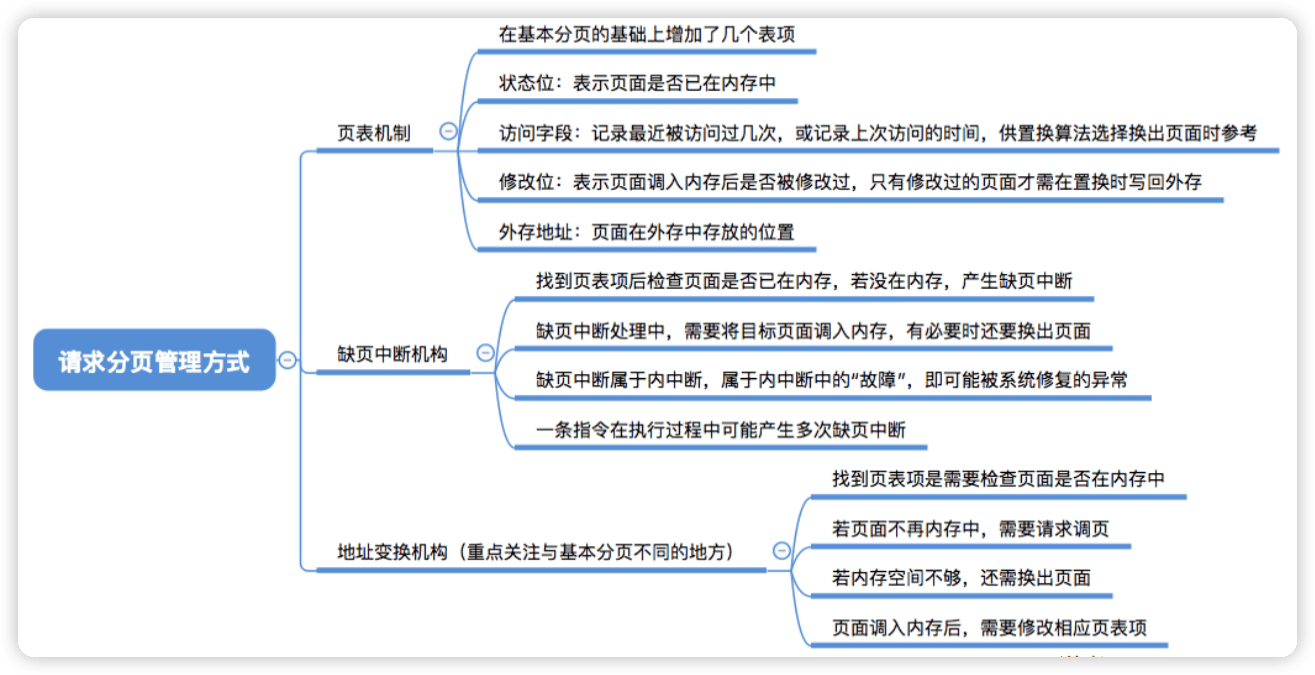 请求分页管理方式
页表机制
在基本分页的基础上增加了几个表项
状态位：表示页面是否已在内存中
访问字段：记录最近被访问过几次，或记录上次访问的时间，供置换算法选择换出页面时参考
修改位：表示页面调入内存后是否被修改过，只有修改过的页面才需在置换时写回外存
外存地址：页面在外存中存放的位置
缺页中断机构
找到页表项后检查页面是否已在内存，若没在内存，产生缺页中断
缺页中断处理中，需要将目标页面调入内存，有必要时还要换出页面
缺页中断属于内中断，属于内中断中的“故障”，即可能被系统修复的异常
一条指令在执行过程中可能产生多次缺页中断
地址变换机构（重点关注与基本分页不同的地方）
找到页表项是需要检查页面是否在内存中
若页面不再内存中，需要请求调页
若内存空间不够，还需换出页面
页面调入内存后，需要修改相应页表项